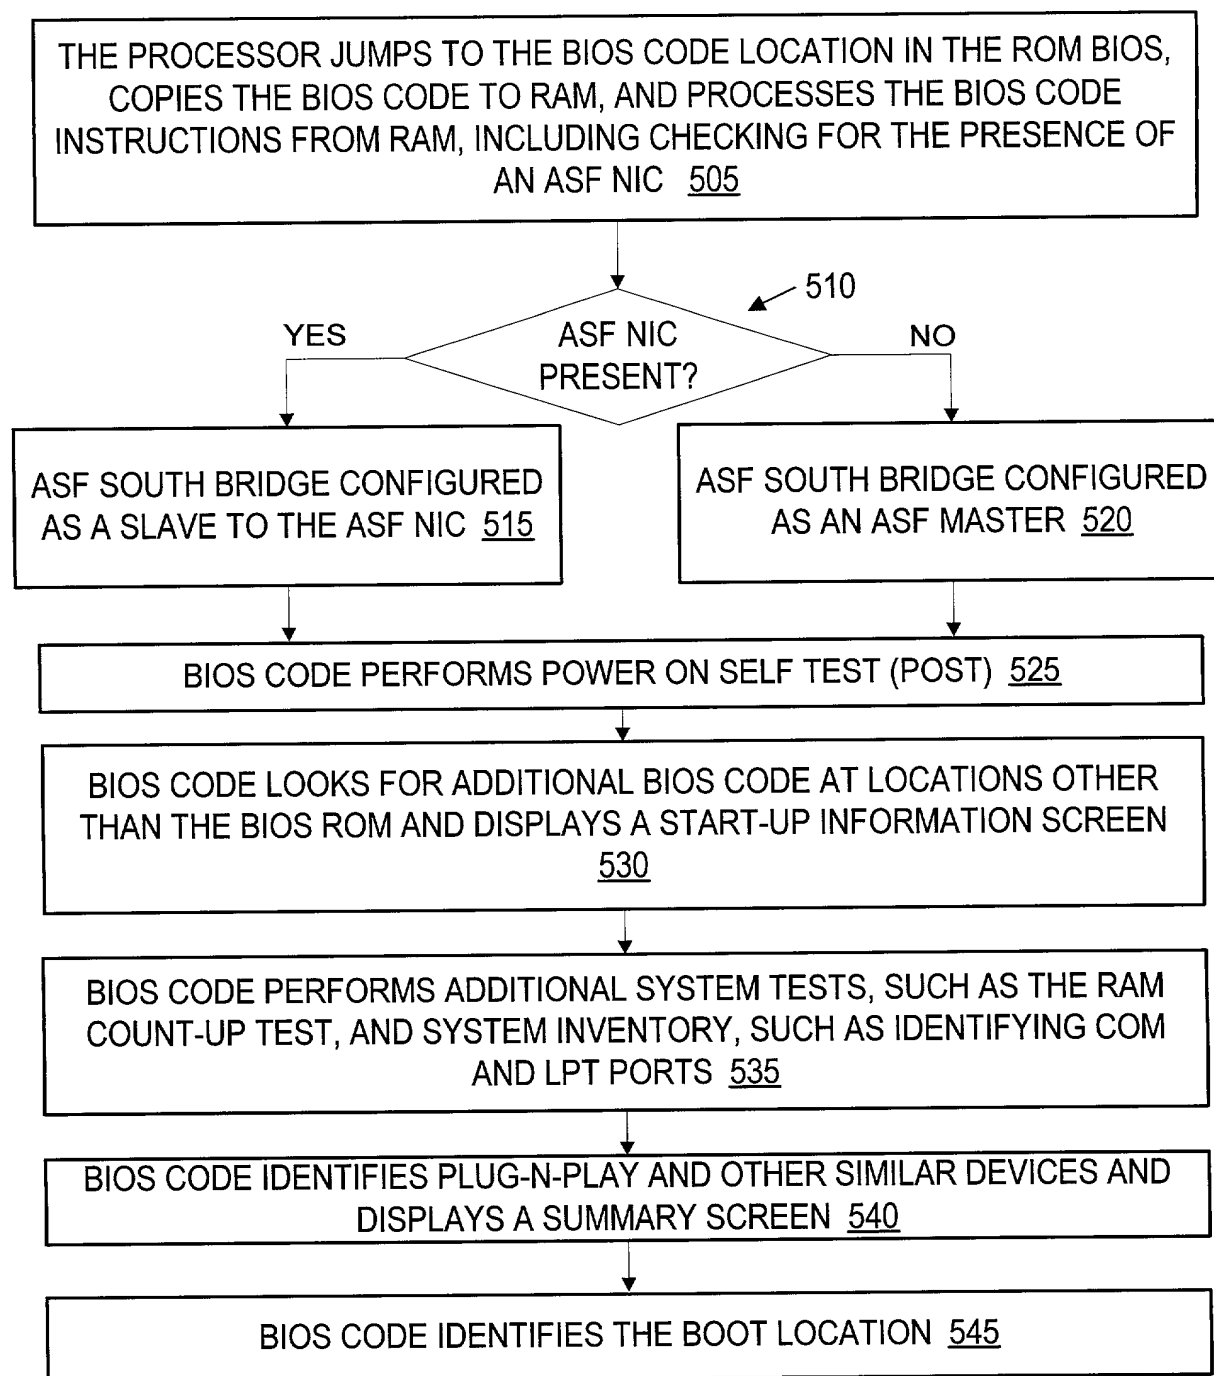 THE PROCESSOR JUMPS TO THE BIOS CODE LOCATION IN THE ROM BIOS,
COPIES THE BIOS CODE TO RAM, AND PROCESSES THE BIOS CODE
INSTRUCTIONS FROM RAM, INCLUDING CHECKING FOR THE PRESENCE OF
AN ASF NIC 505
510
YES
ASF NIC
PRESENT?
NO
ASF SOUTH BRIDGE CONFIGURED
AS A SLAVE TO THE ASF NIC 515
ASF SOUTH BRIDGE CONFIGURED
AS AN ASF MASTER 520
BIOS CODE PERFORMS POWER ON SELF TEST (POST) 525
BIOS CODE LOOKS FOR ADDITIONAL BIOS CODE AT LOCATIONS OTHER
THAN THE BIOS ROM AND DISPLAYS A START-UP INFORMATION SCREEN
530
BIOS CODE PERFORMS ADDITIONAL SYSTEM TESTS, SUCH AS THE RAM
COUNT-UP TEST, AND SYSTEM INVENTORY, SUCH AS IDENTIFYING COM
AND LPT PORTS 535
BIOS CODE IDENTIFIES PLUG-N-PLAY AND OTHER SIMILAR DEVICES AND
DISPLAYS A SUMMARY SCREEN 540
BIOS CODE IDENTIFIES THE BOOT LOCATION 545